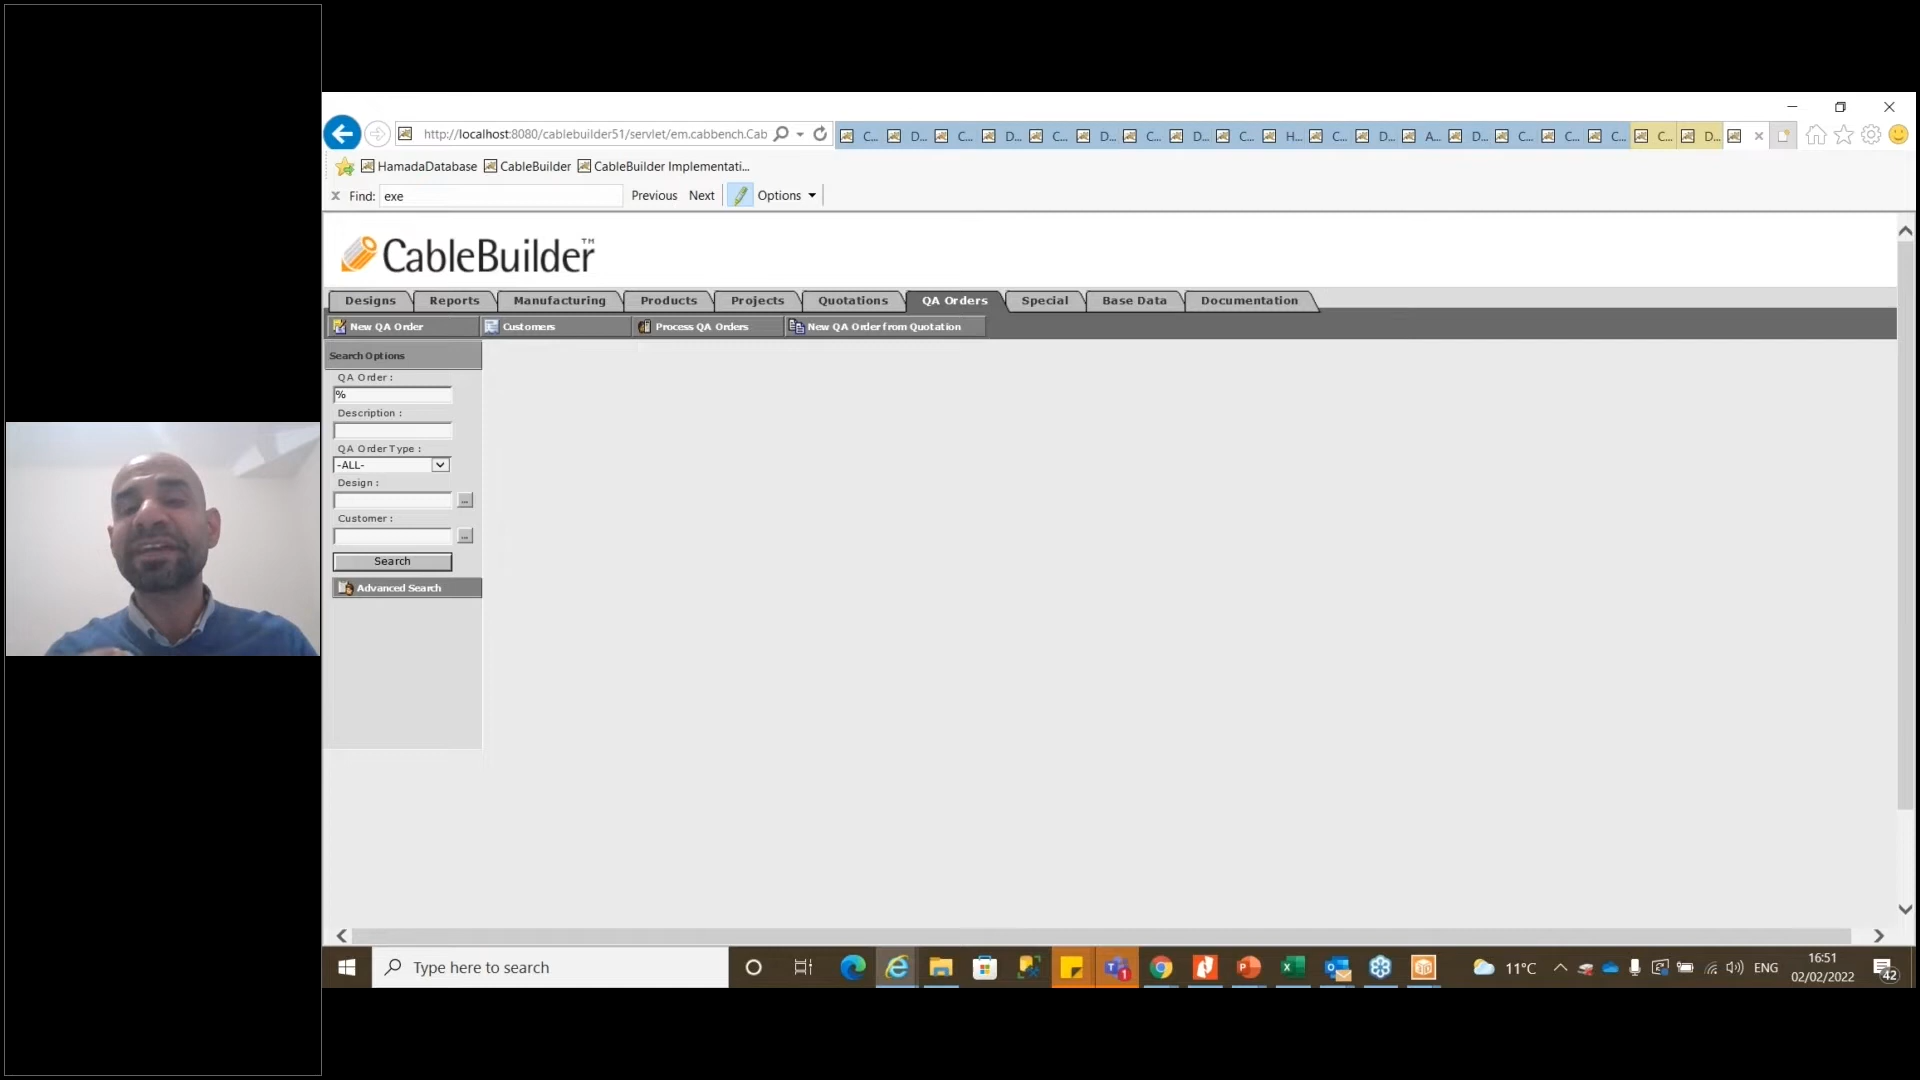 http://localhost:8080/cablebuilder51/servlet/em.cabbench.Cab
C... D... C... D... C... D... C... D... C... H... C... D... A... D... C... C... C... C... D...
HamadaDatabase CableBuilder CableBuilder Implementati...
x Find: exe Previous Next Options
CableBuilder™
Designs Reports Manufacturing Products Projects Quotations QA Orders Special Base Data Documentation
New QA Order Customers Process QA Orders New QA Order from Quotation
Search Options
QA Order :
%
Description :
QA Order Type :
-ALL-
Design :
...
Customer :
...
Search
Advanced Search
Type here to search
1
11°C
ENG
16:51
02/02/2022
42